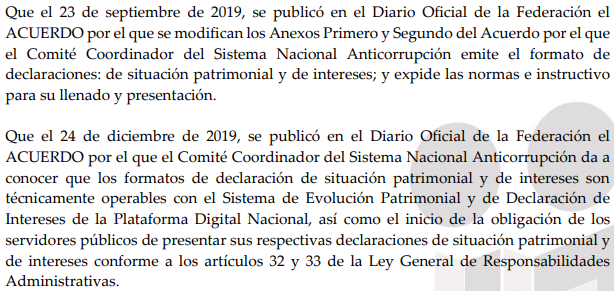 Que el 23 de septiembre de 2019, se publicó en el Diario Oficial de la Federación el
ACUERDO por el que se modifican los Anexos Primero y Segundo del Acuerdo por el que
el Comité Coordinador del Sistema Nacional Anticorrupción emite el formato de
declaraciones: de situación patrimonial y de intereses; y expide las normas e instructivo
para su llenado y presentación.
Que el 24 de diciembre de 2019, se publicó en el Diario Oficial de la Federación el
ACUERDO por el que el Comité Coordinador del Sistema Nacional Anticorrupción da a
conocer que los formatos de declaración de situación patrimonial y de intereses son
técnicamente operables con el Sistema de Evolución Patrimonial y de Declaración de
Intereses de la Plataforma Digital Nacional, así como el inicio de la obligación de los
servidores públicos de presentar sus respectivas declaraciones de situación patrimonial y
de intereses conforme a los artículos 32 y 33 de la Ley General de Responsabilidades
Administrativas.